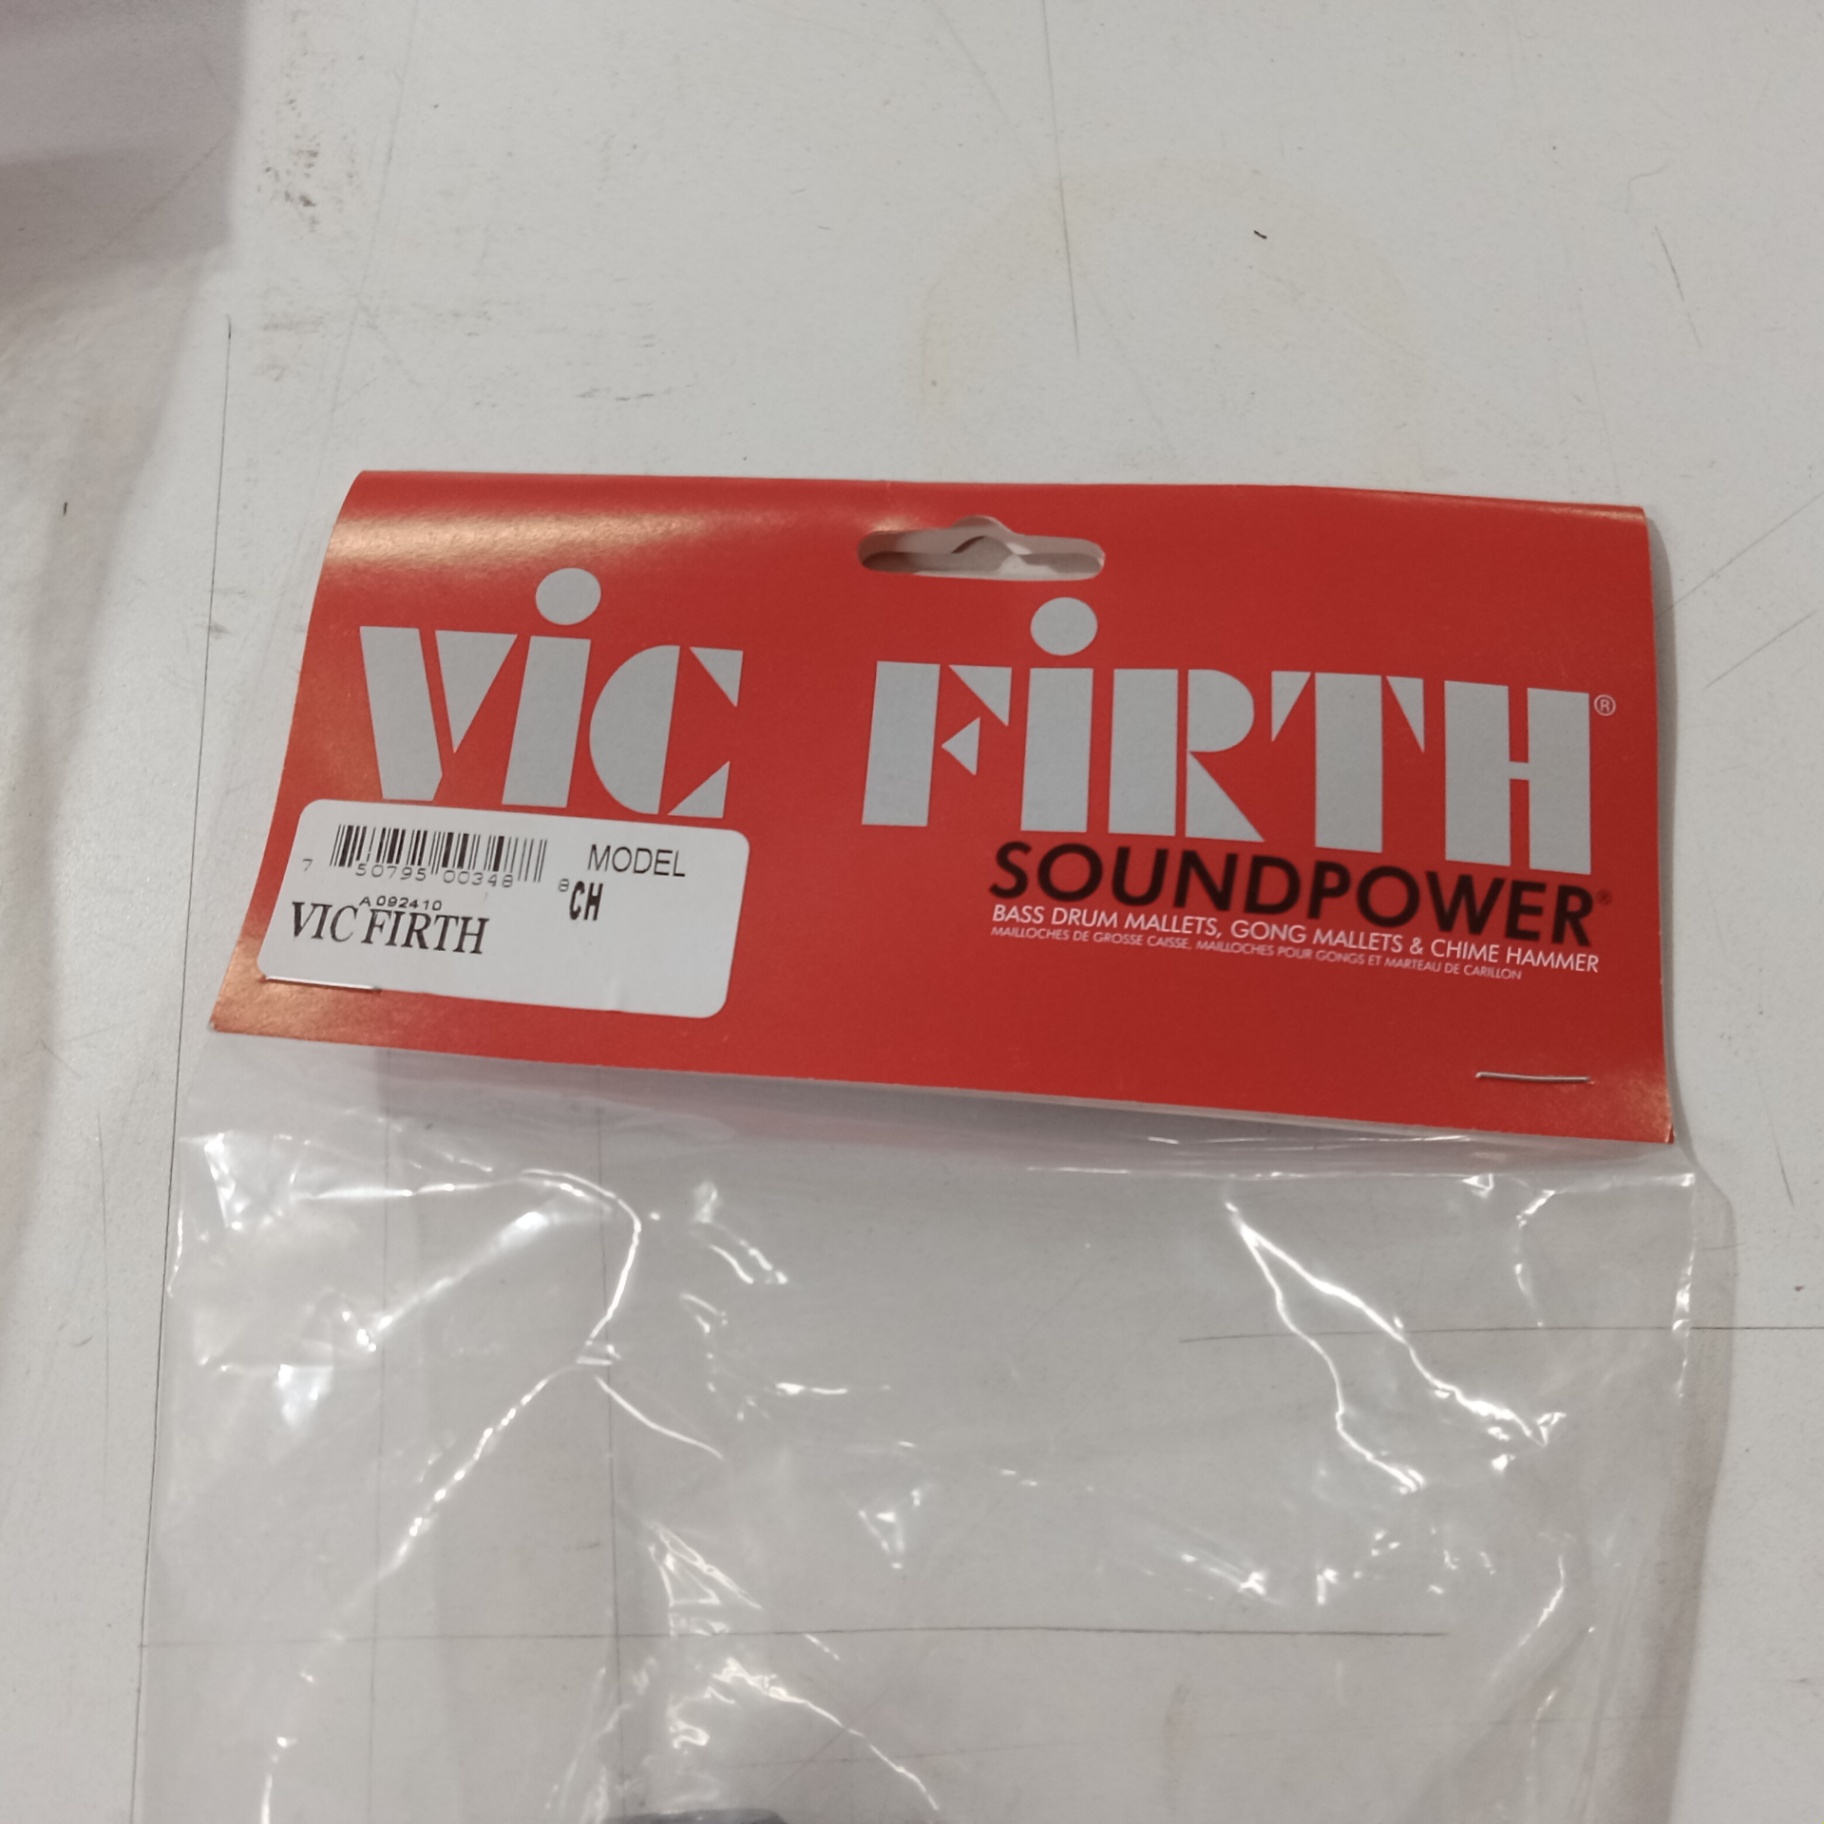 ViC FiRTH®
SOUNDPOWER®
BASS DRUM MALLETS, GONG MALLETS & CHIME HAMMER
MAILLOCHES DE GROSSE CAISSE, MAILLOCHES POUR GONGS ET MARTEAU DE CARILLON
7 50795 00348 8
MODEL
CH
A 092410
VIC FIRTH